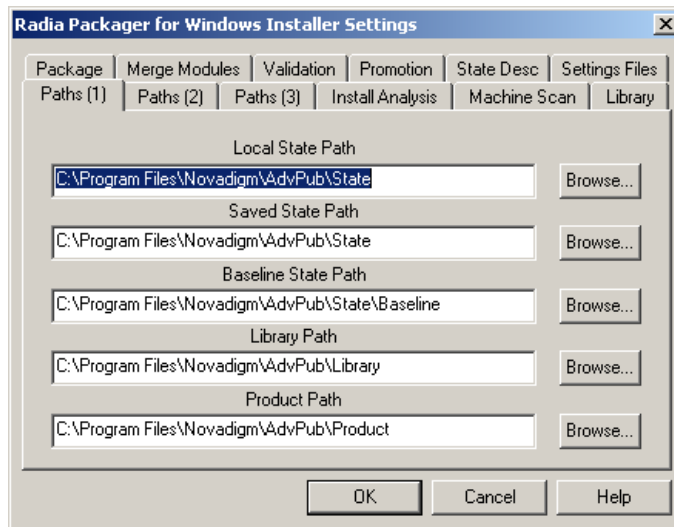 Radia Packager for Windows Installer Settings
Package Merge Modules Validation Promotion State Desc Settings Files
Paths (1) Paths (2) Paths (3) Install Analysis Machine Scan Library
Local State Path
C:\Program Files\Novadigm\AdvPub\State Browse...
Saved State Path
C:\Program Files\Novadigm\AdvPub\State Browse...
Baseline State Path
C:\Program Files\Novadigm\AdvPub\State\Baseline Browse...
Library Path
C:\Program Files\Novadigm\AdvPub\Library Browse...
Product Path
C:\Program Files\Novadigm\AdvPub\Product Browse...
OK Cancel Help